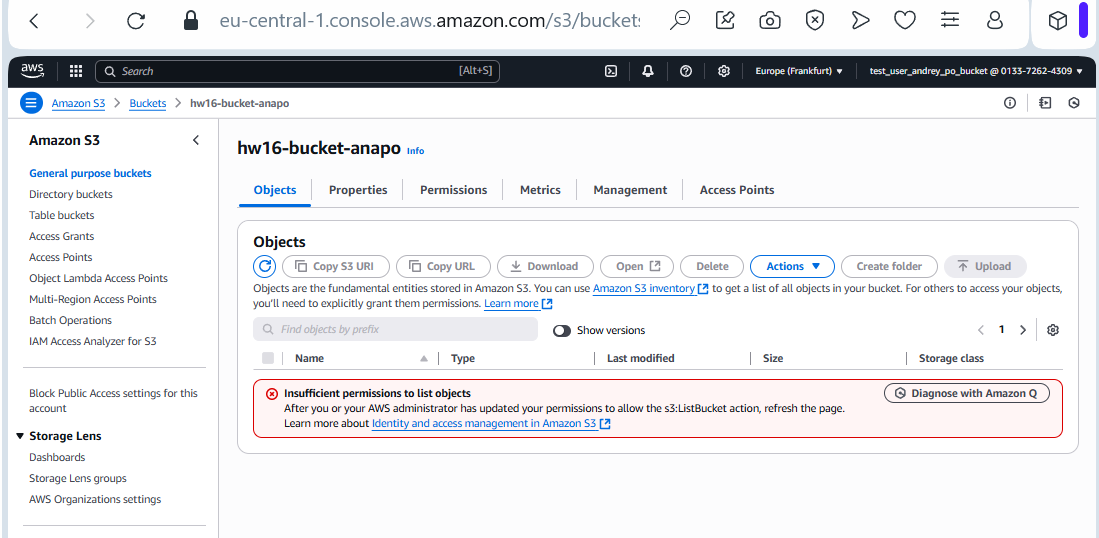 eu-central-1.console.aws.amazon.com/s3/bucket
aws
Search [Alt+S] Europe (Frankfurt) test_user_andrey_po_bucket @ 0133-7262-4309
Amazon S3 > Buckets > hw16-bucket-anapo
Amazon S3
General purpose buckets
Directory buckets
Table buckets
Access Grants
Access Points
Object Lambda Access Points
Multi-Region Access Points
Batch Operations
IAM Access Analyzer for S3
Block Public Access settings for this
account
Storage Lens
Dashboards
Storage Lens groups
AWS Organizations settings
hw16-bucket-anapo Info
Objects Properties Permissions Metrics Management Access Points
Objects
Copy S3 URI Copy URL Download Open Delete Actions Create folder Upload
Objects are the fundamental entities stored in Amazon S3. You can use Amazon S3 inventory to get a list of all objects in your bucket. For others to access your objects,
you'll need to explicitly grant them permissions. Learn more
Find objects by prefix Show versions 1
Name Type Last modified Size Storage class
Insufficient permissions to list objects Diagnose with Amazon Q
After you or your AWS administrator has updated your permissions to allow the s3:ListBucket action, refresh the page.
Learn more about Identity and access management in Amazon S3